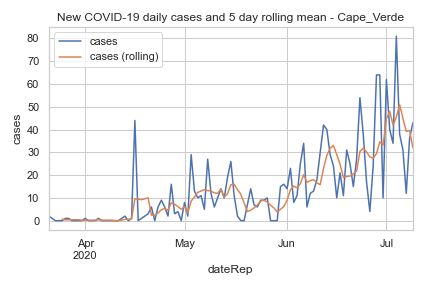 New COVID-19 daily cases and 5 day rolling mean - Cape_Verde
cases
cases (rolling)
80
70
60
50
40
30
20
10
0
cases
Apr
2020
May
Jun
Jul
dateRep